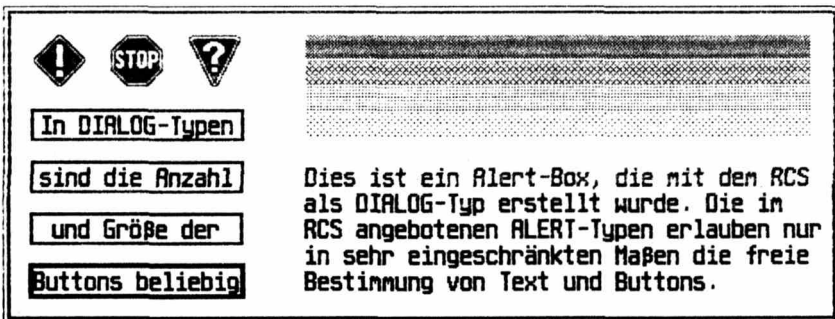 ! STOP ?
In DIALOG-Typen
sind die Anzahl
und Größe der
Buttons beliebig
Dies ist ein Alert-Box, die mit dem RCS
als DIALOG-Typ erstellt wurde. Die im
RCS angebotenen ALERT-Typen erlauben nur
in sehr eingeschränkten Maßen die freie
Bestimmung von Text und Buttons.